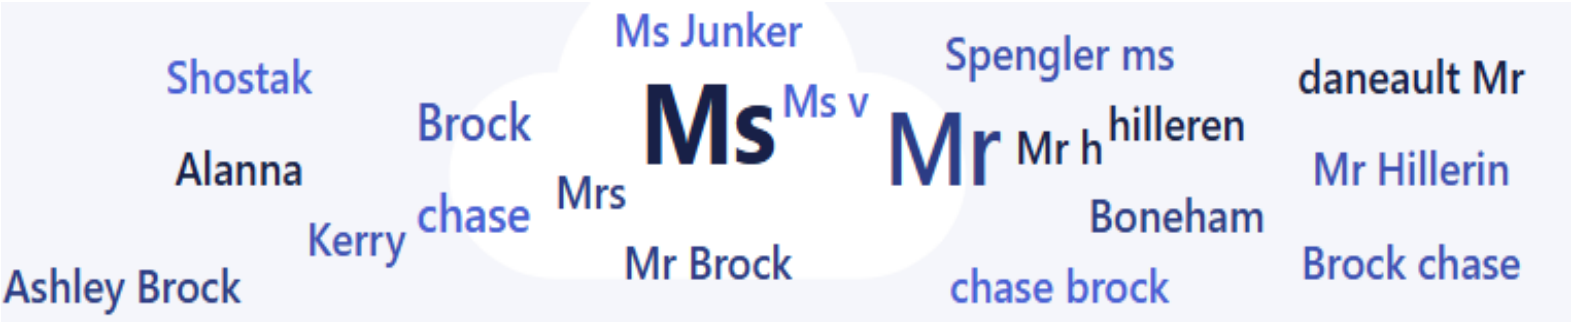 Ms Junker
Spengler ms
Shostak
daneault Mr
Ms v
Brock
Ms
hilleren
Mr
Mr h
Alanna
Mr Hillerin
Mrs
chase
Boneham
Kerry
Mr Brock
Brock chase
Ashley Brock
chase brock